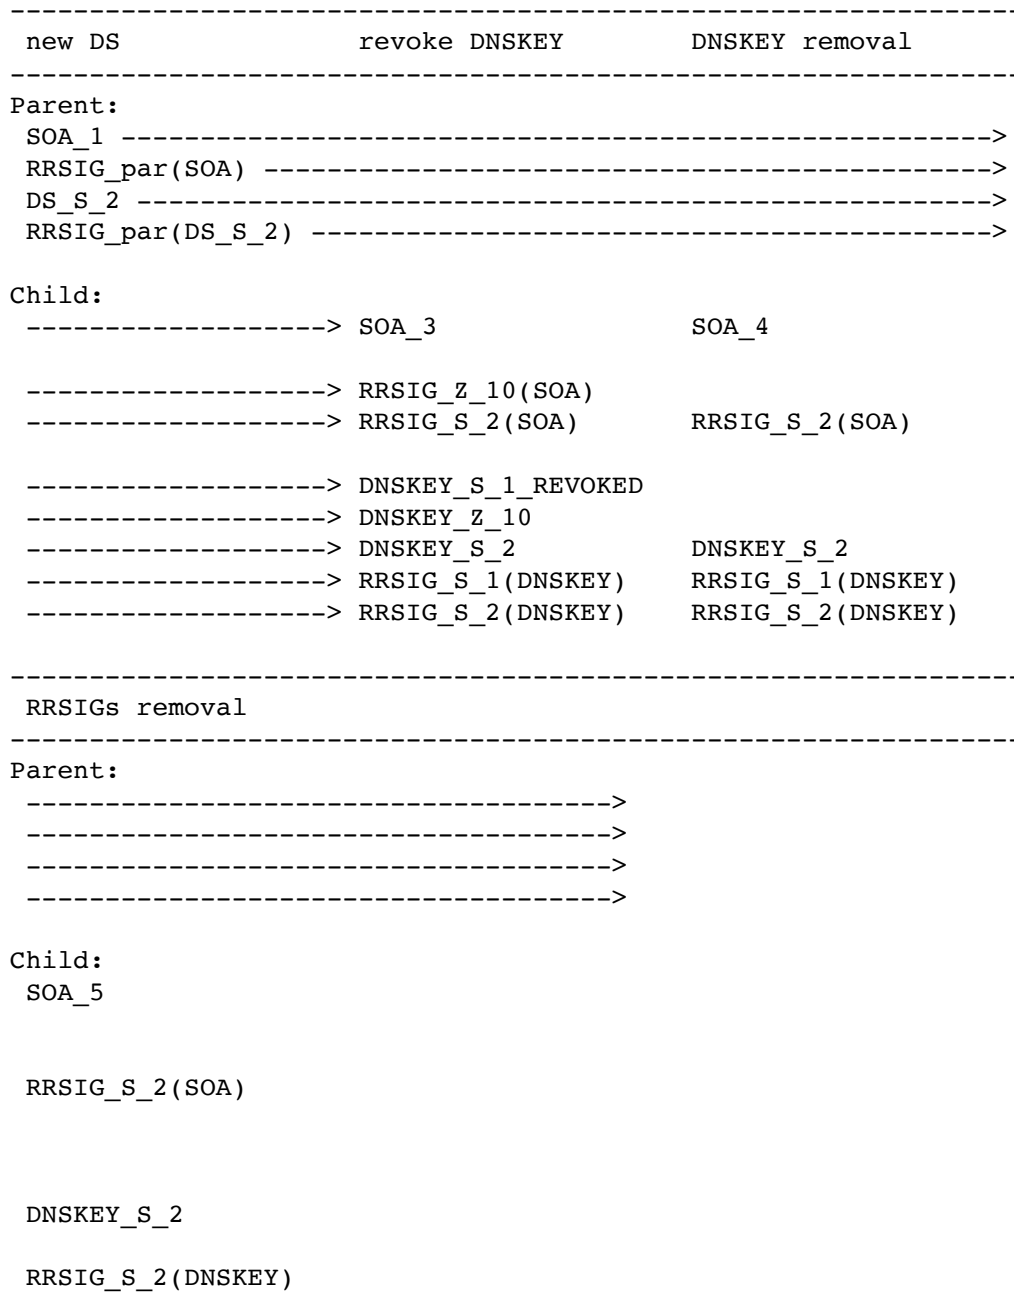 ----------------------------------------------------------------
 new DS               revoke DNSKEY        DNSKEY removal
----------------------------------------------------------------
Parent:
 SOA_1 ------------------------------------------------------->
 RRSIG_par(SOA) ---------------------------------------------->
 DS_S_2 ------------------------------------------------------>
 RRSIG_par(DS_S_2) ------------------------------------------->

Child:
 -------------------> SOA_3                SOA_4

 -------------------> RRSIG_Z_10(SOA)
 -------------------> RRSIG_S_2(SOA)       RRSIG_S_2(SOA)

 -------------------> DNSKEY_S_1_REVOKED
 -------------------> DNSKEY_Z_10
 -------------------> DNSKEY_S_2           DNSKEY_S_2
 -------------------> RRSIG_S_1(DNSKEY)    RRSIG_S_1(DNSKEY)
 -------------------> RRSIG_S_2(DNSKEY)    RRSIG_S_2(DNSKEY)

----------------------------------------------------------------
 RRSIGs removal
----------------------------------------------------------------
Parent:
 ------------------------------------->
 ------------------------------------->
 ------------------------------------->
 ------------------------------------->

Child:
 SOA_5

 RRSIG_S_2(SOA)

 DNSKEY_S_2

 RRSIG_S_2(DNSKEY)